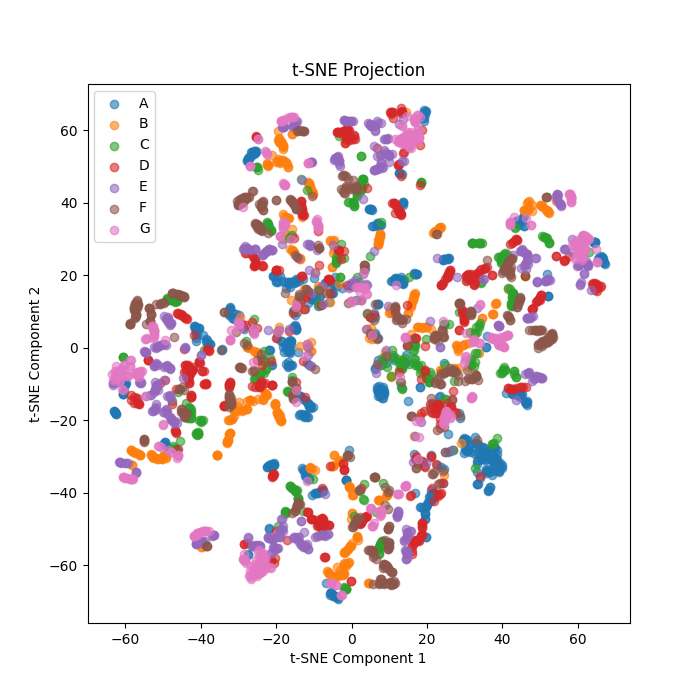 t-SNE Projection
A
B
C
D
E
F
G
60
40
20
0
−20
−40
−60
t-SNE Component 2
−60 −40 −20 0 20 40 60
t-SNE Component 1